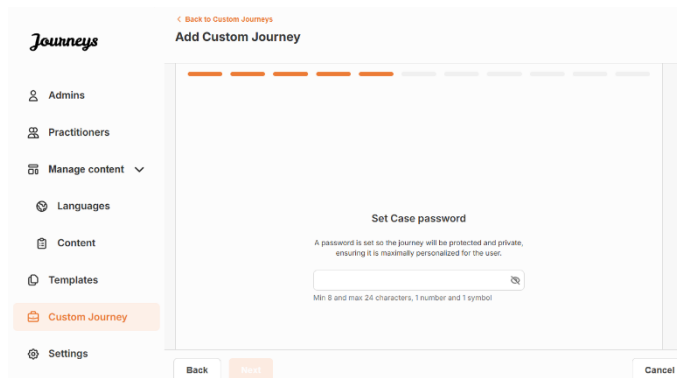 Journeys
Admins
Practitioners
Manage content
Languages
Content
Templates
Custom Journey
Settings
Back to Custom Journeys
Add Custom Journey
Set Case password
A password is set so the journey will be protected and private,
ensuring it is maximally personalized for the user.
Min 8 and max 24 characters, 1 number and 1 symbol
Back
Next
Cancel